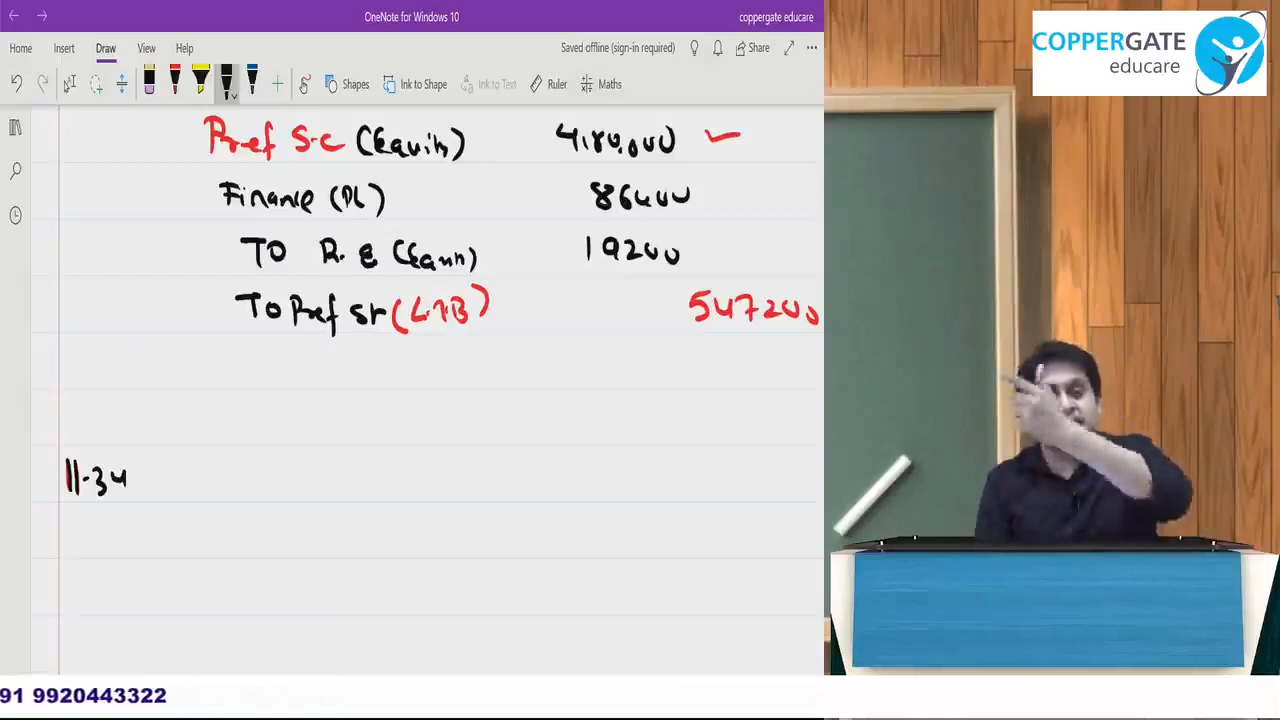 OneNote for Windows 10
coppergate educare
Home Insert Draw View Help
Saved offline (sign-in required) Share
Shapes Ink to Shape Ink to Text Ruler Maths
COPPERGATE
educare
Pref S.C (Equity) 4,80,000
Finance (PL) 86400
TO R.E (Equity) 19200
To Pref Sr (LTB) 547200
11.34
91 9920443322